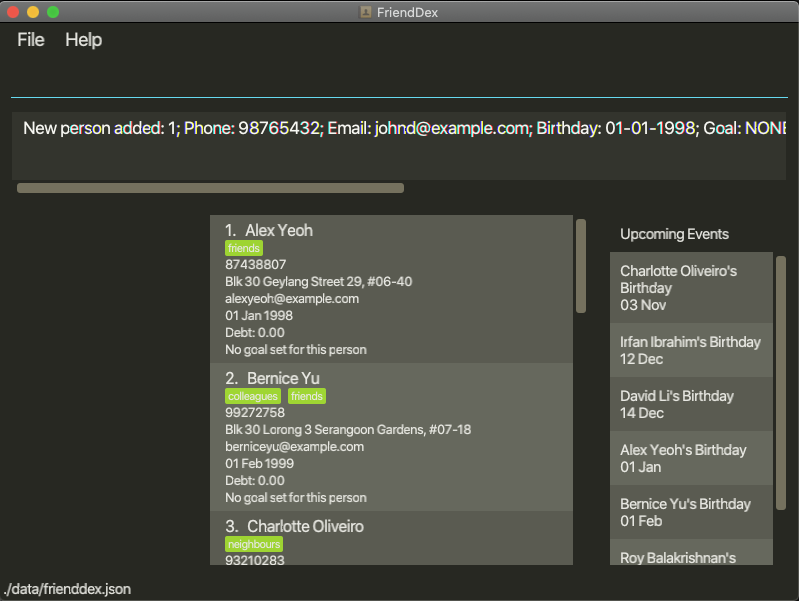 FriendDex
File Help
New person added: 1; Phone: 98765432; Email: johnd@example.com; Birthday: 01-01-1998; Goal: NONE
1. Alex Yeoh
friends
87438807
Blk 30 Geylang Street 29, #06-40
alexyeoh@example.com
01 Jan 1998
Debt: 0.00
No goal set for this person
2. Bernice Yu
colleagues friends
99272758
Blk 30 Lorong 3 Serangoon Gardens, #07-18
berniceyu@example.com
01 Feb 1999
Debt: 0.00
No goal set for this person
3. Charlotte Oliveiro
neighbours
93210283
Upcoming Events
Charlotte Oliveiro's
Birthday
03 Nov
Irfan Ibrahim's Birthday
12 Dec
David Li's Birthday
14 Dec
Alex Yeoh's Birthday
01 Jan
Bernice Yu's Birthday
01 Feb
Roy Balakrishnan's
./data/frienddex.json